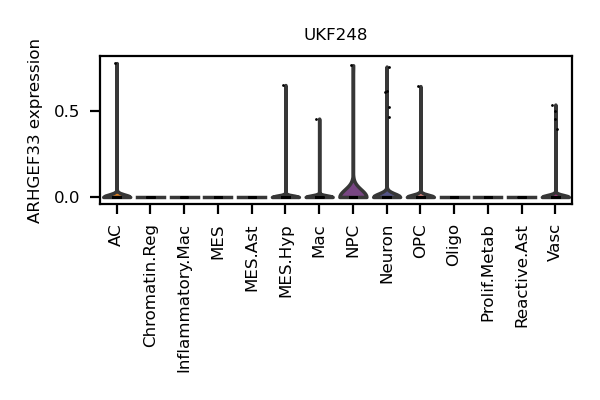 UKF248
ARHGEF33 expression
0.5
0.0
AC
Chromatin.Reg
Inflammatory.Mac
MES
MES.Ast
MES.Hyp
Mac
NPC
Neuron
OPC
Oligo
Prolif.Metab
Reactive.Ast
Vasc